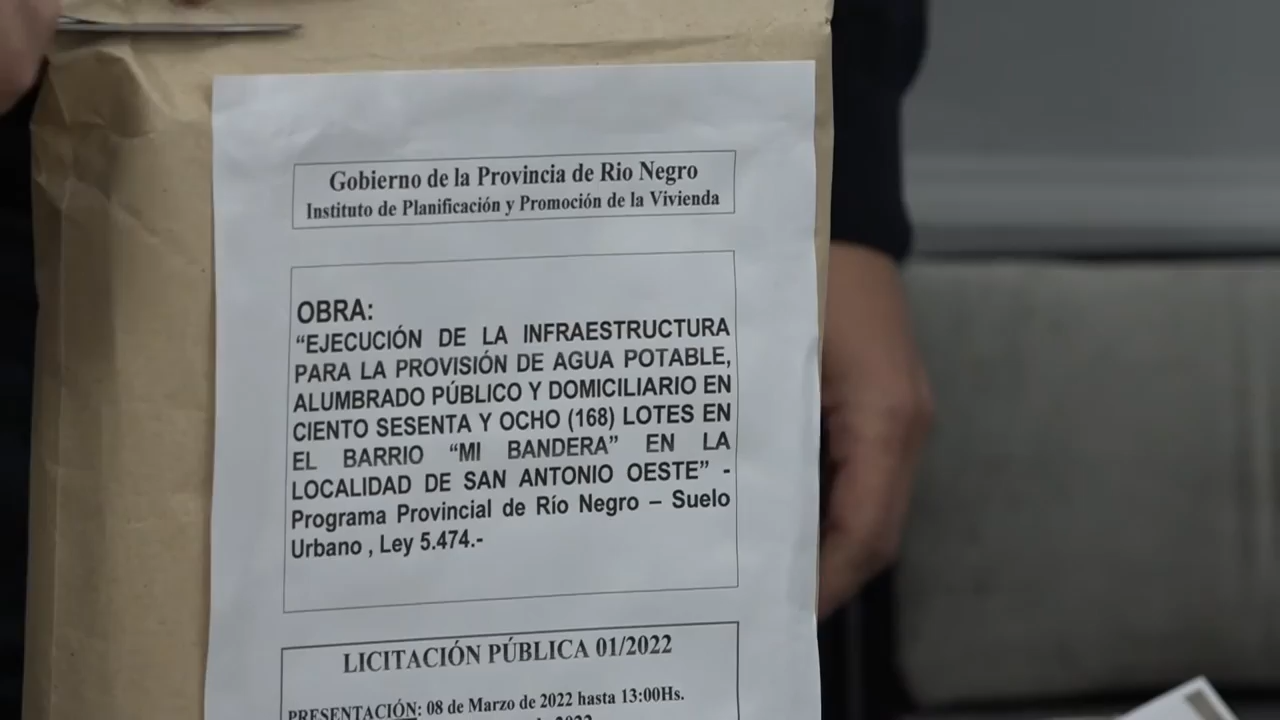 Gobierno de la Provincia de Rio Negro
Instituto de Planificación y Promoción de la Vivienda
OBRA:
“EJECUCIÓN DE LA INFRAESTRUCTURA
PARA LA PROVISIÓN DE AGUA POTABLE,
ALUMBRADO PÚBLICO Y DOMICILIARIO EN
CIENTO SESENTA Y OCHO (168) LOTES EN
EL BARRIO “MI BANDERA” EN LA
LOCALIDAD DE SAN ANTONIO OESTE” -
Programa Provincial de Río Negro – Suelo
Urbano , Ley 5.474.-
LICITACIÓN PÚBLICA 01/2022
PRESENTACIÓN: 08 de Marzo de 2022 hasta 13:00Hs.
2022